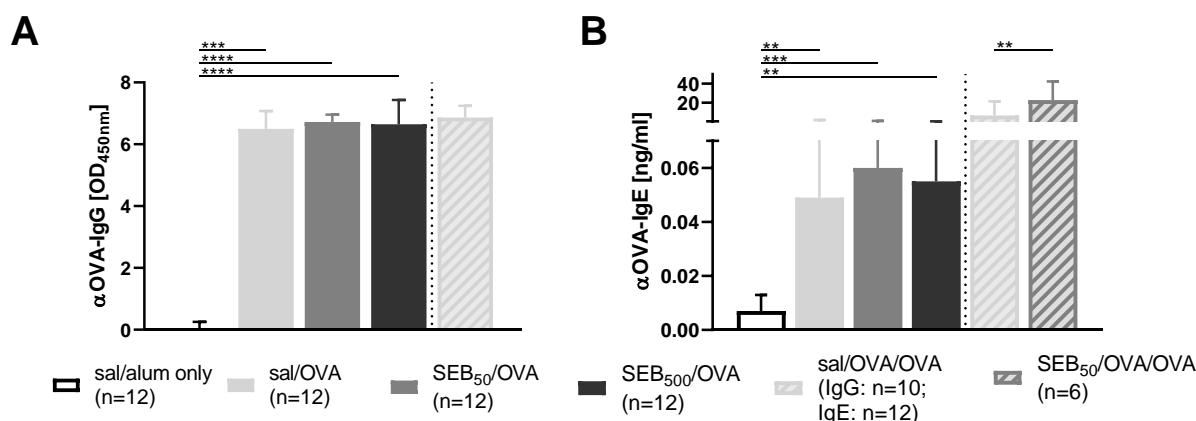 A
αOVA-IgG [OD450nm]
8
6
4
2
0
***
****
****
B
αOVA-IgE [ng/ml]
40
20
0.06
0.04
0.02
0.00
**
***
**
**
sal/alum only
(n=12)
sal/OVA
(n=12)
SEB50/OVA
(n=12)
SEB500/OVA
(n=12)
sal/OVA/OVA
(IgG: n=10;
IgE: n=12)
SEB50/OVA/OVA
(n=6)